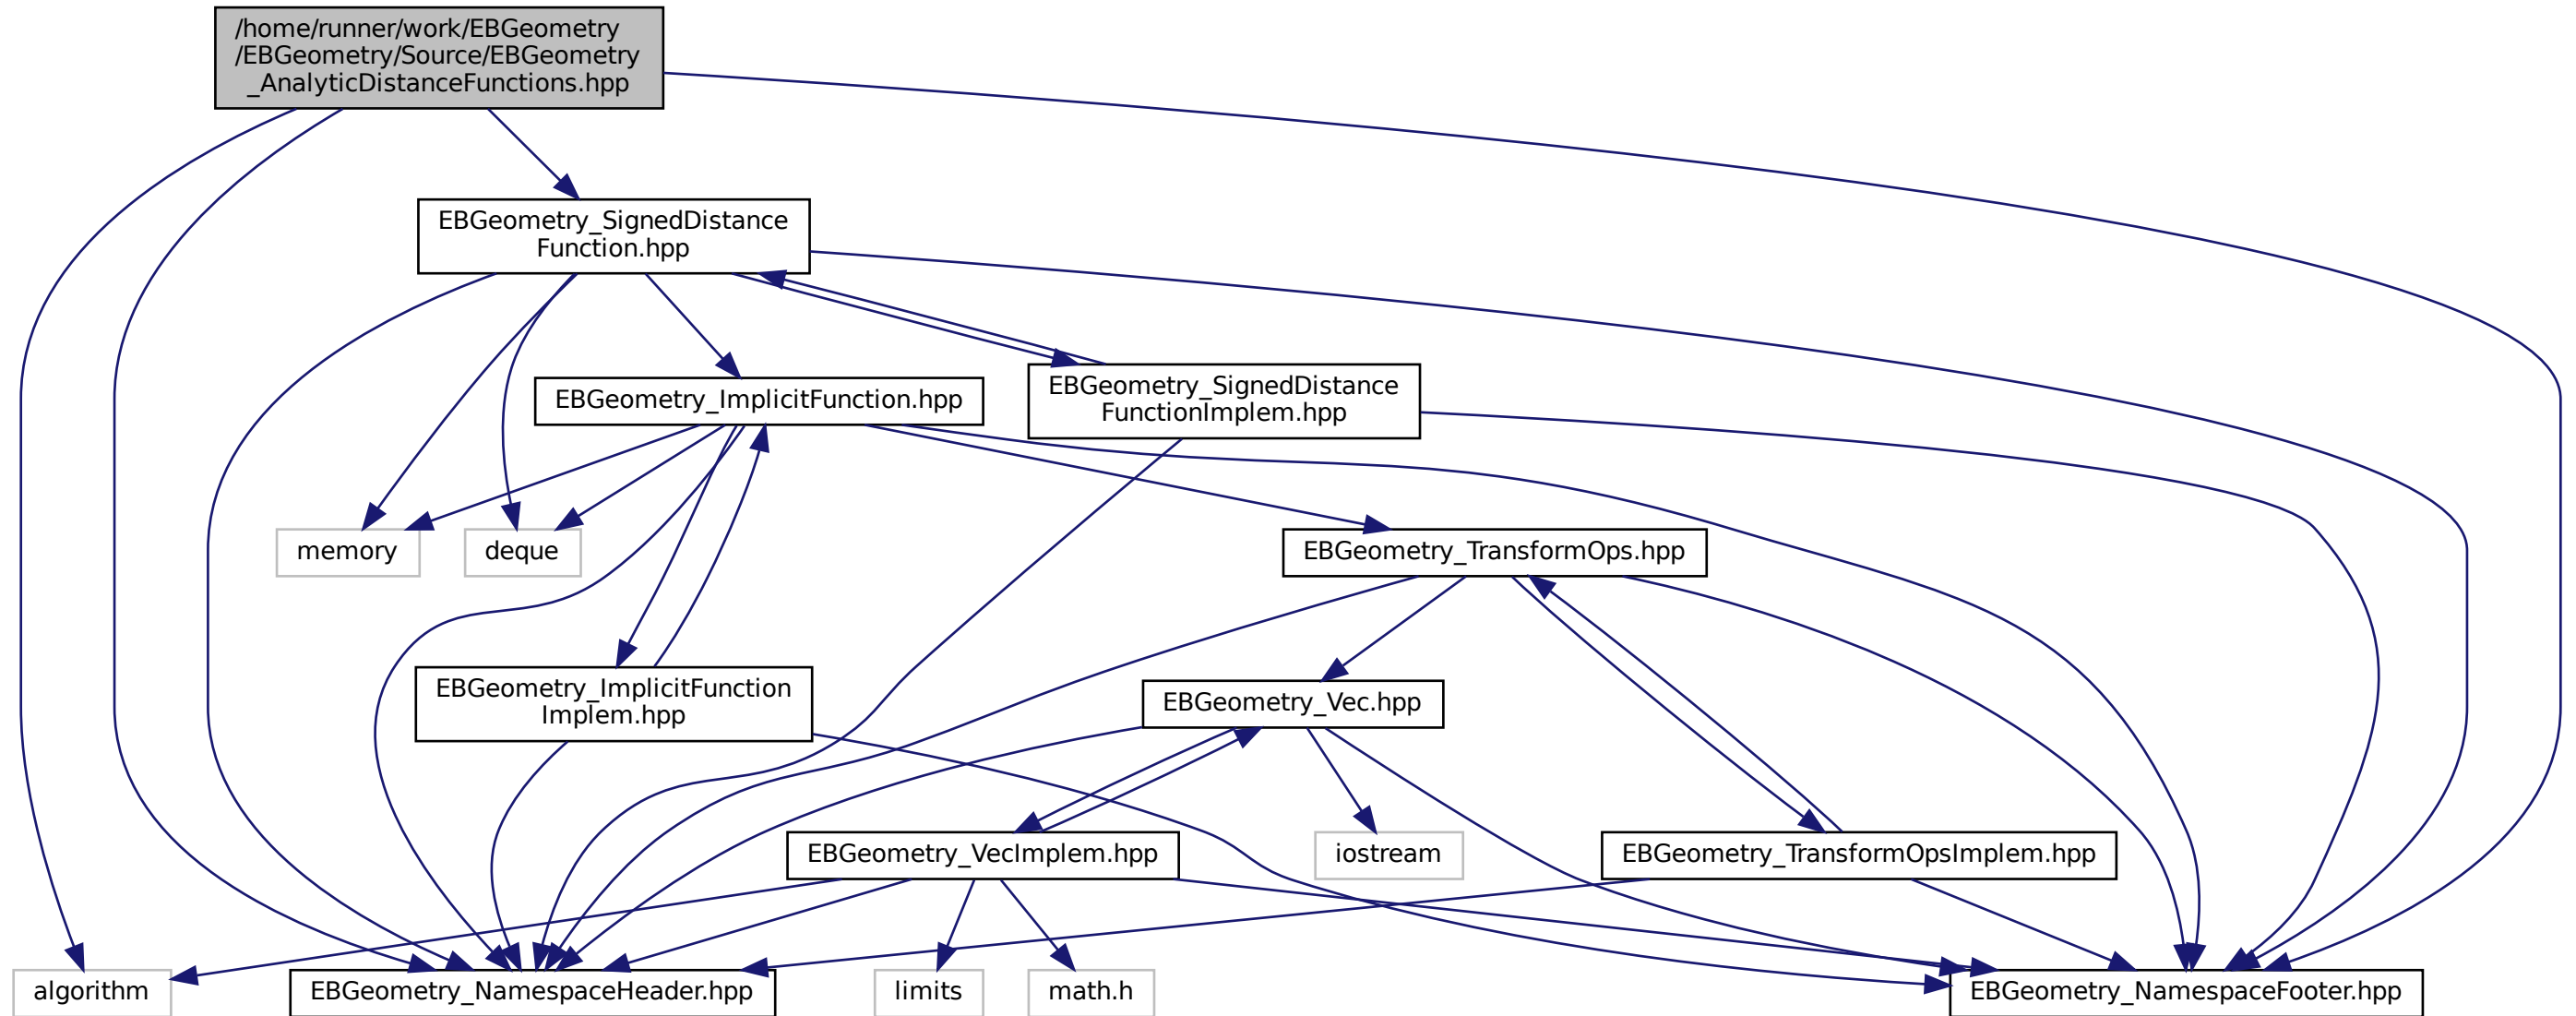 /home/runner/work/EBGeometry
/EBGeometry/Source/EBGeometry
_AnalyticDistanceFunctions.hpp
EBGeometry_SignedDistance
Function.hpp
EBGeometry_ImplicitFunction.hpp
EBGeometry_SignedDistance
FunctionImplem.hpp
memory
deque
EBGeometry_TransformOps.hpp
EBGeometry_ImplicitFunction
Implem.hpp
EBGeometry_Vec.hpp
EBGeometry_VecImplem.hpp
iostream
EBGeometry_TransformOpsImplem.hpp
algorithm
EBGeometry_NamespaceHeader.hpp
limits
math.h
EBGeometry_NamespaceFooter.hpp